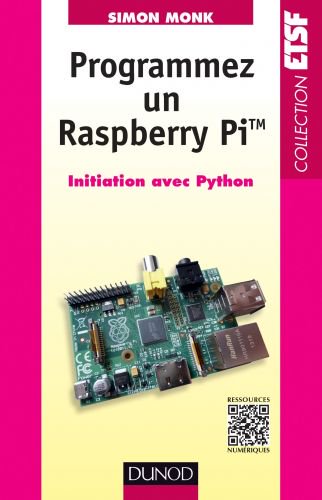 SIMON MONK
COLLECTION ETSF
Programmez
un
Raspberry Pi™
Initiation avec Python
RESSOURCES
NUMÉRIQUES
DUNOD